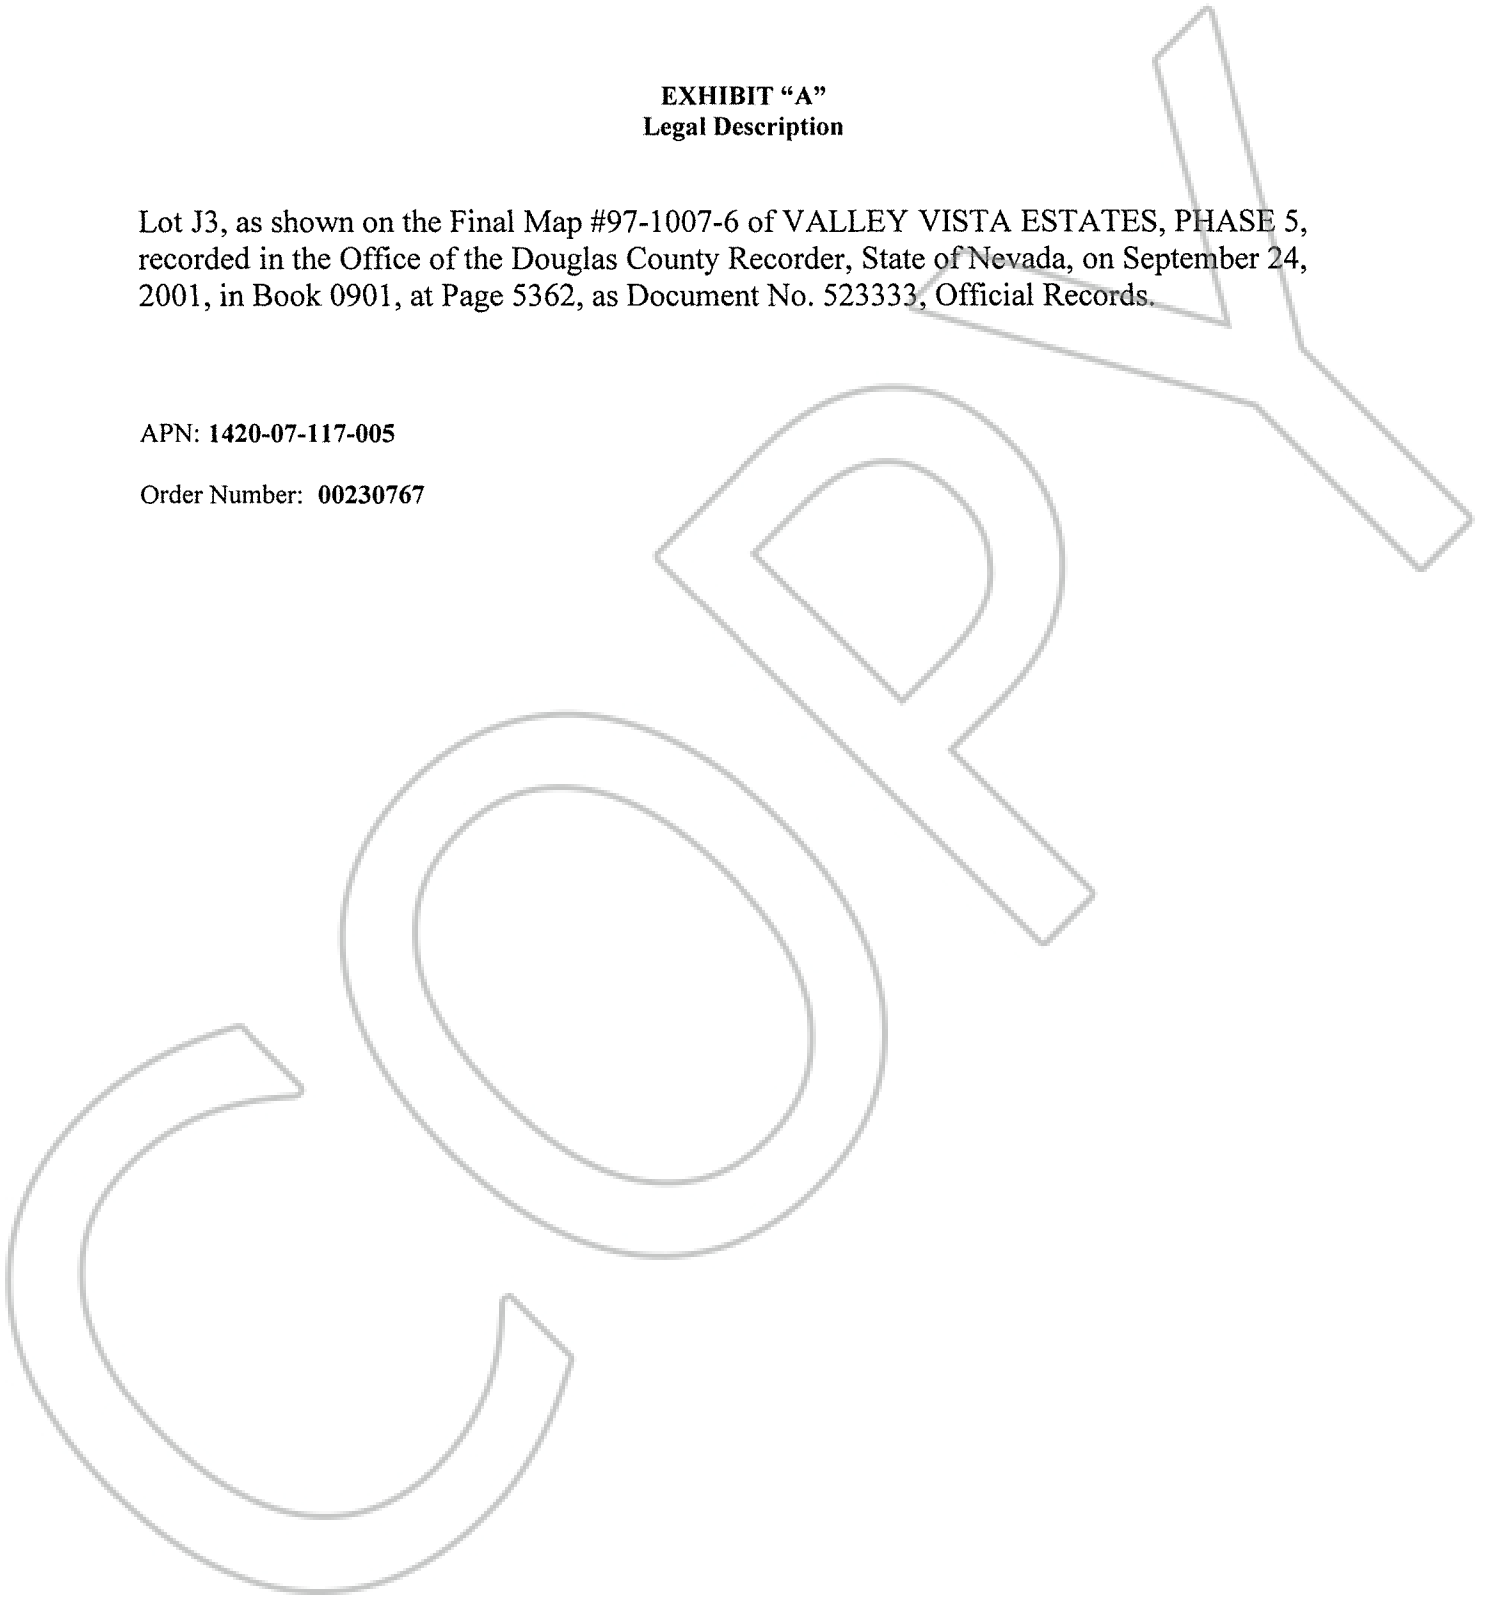 EXHIBIT “A”
Legal Description
Lot J3, as shown on the Final Map #97-1007-6 of VALLEY VISTA ESTATES, PHASE 5,
recorded in the Office of the Douglas County Recorder, State of Nevada, on September 24,
2001, in Book 0901, at Page 5362, as Document No. 523333, Official Records.
APN: 1420-07-117-005
Order Number: 00230767
COPY